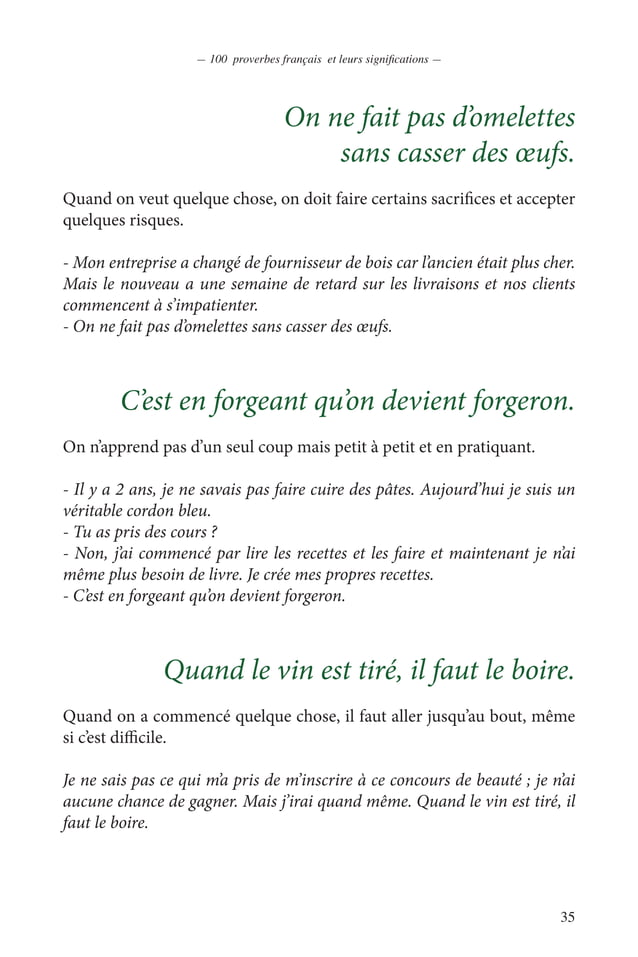 — 100 proverbes français et leurs significations —
On ne fait pas d’omelettes
sans casser des œufs.
Quand on veut quelque chose, on doit faire certains sacrifices et accepter
quelques risques.
- Mon entreprise a changé de fournisseur de bois car l’ancien était plus cher.
Mais le nouveau a une semaine de retard sur les livraisons et nos clients
commencent à s’impatienter.
- On ne fait pas d’omelettes sans casser des œufs.
C’est en forgeant qu’on devient forgeron.
On n’apprend pas d’un seul coup mais petit à petit et en pratiquant.
- Il y a 2 ans, je ne savais pas faire cuire des pâtes. Aujourd’hui je suis un
véritable cordon bleu.
- Tu as pris des cours ?
- Non, j’ai commencé par lire les recettes et les faire et maintenant je n’ai
même plus besoin de livre. Je crée mes propres recettes.
- C’est en forgeant qu’on devient forgeron.
Quand le vin est tiré, il faut le boire.
Quand on a commencé quelque chose, il faut aller jusqu’au bout, même
si c’est difficile.
Je ne sais pas ce qui m’a pris de m’inscrire à ce concours de beauté ; je n’ai
aucune chance de gagner. Mais j’irai quand même. Quand le vin est tiré, il
faut le boire.
35